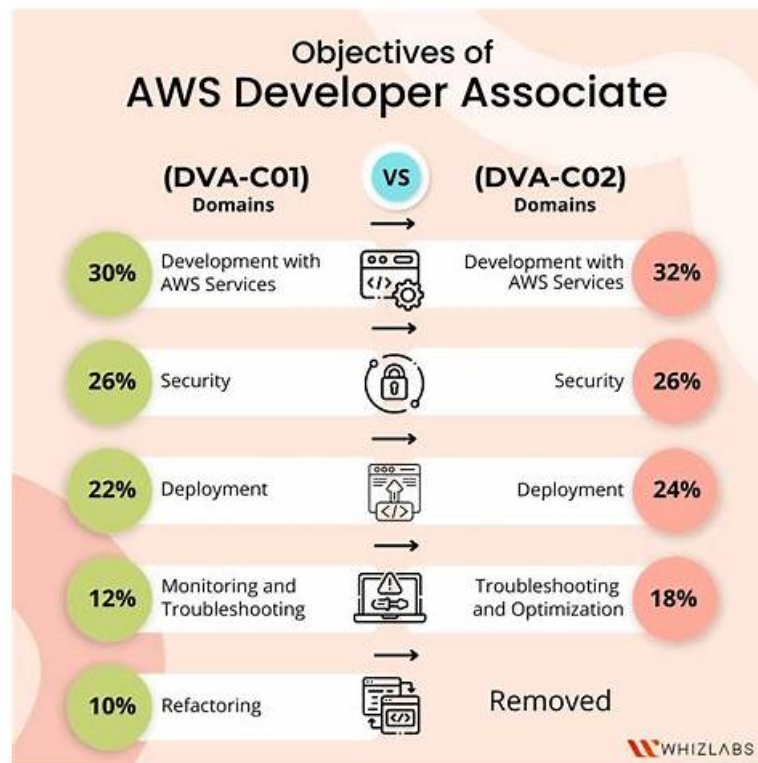 Objectives of
AWS Developer Associate
(DVA-C01)
Domains
VS
(DVA-C02)
Domains
30%
Development with
AWS Services
</>
Development with
AWS Services
32%
26%
Security
Security
26%
22%
Deployment
</>
Deployment
24%
12%
Monitoring and
Troubleshooting
Troubleshooting
and Optimization
18%
10%
Refactoring
</>
Removed
WHIZLABS